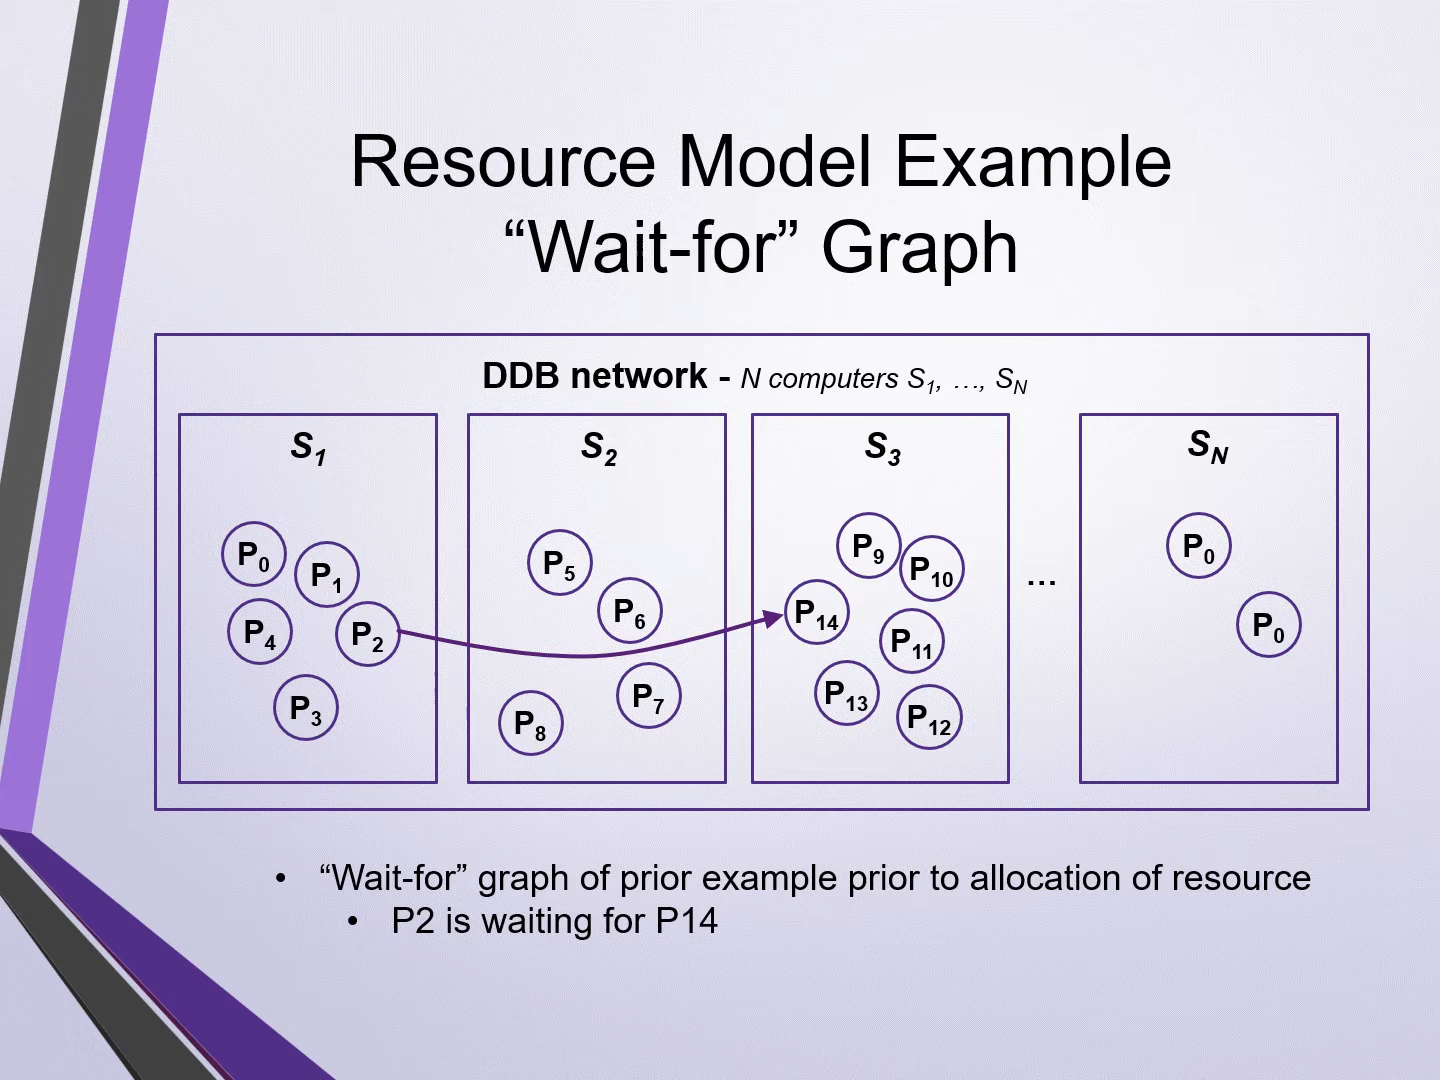 Resource Model Example
“Wait-for” Graph
DDB network - N computers S1, …, SN
S1
S2
S3
SN
P0
P1
P4
P2
P3
P5
P6
P7
P8
P9
P10
P14
P11
P13
P12
…
P0
P0
• “Wait-for” graph of prior example prior to allocation of resource
• P2 is waiting for P14